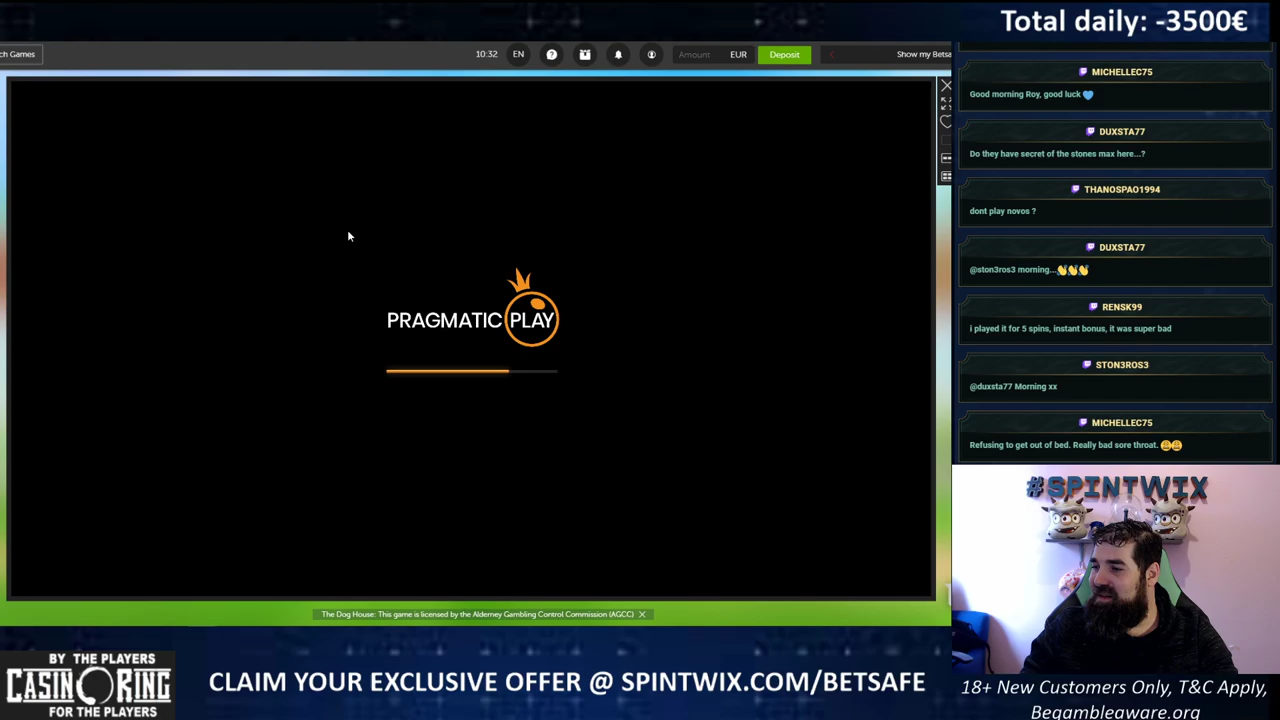 Total daily: -3500€
ch Games
10:32
EN
Amount
EUR
Deposit
Show my Betsa
MICHELLEC75
Good morning Roy, good luck 💙
DUXSTA77
Do they have secret of the stones max here...?
THANOSPAO1994
dont play novos ?
DUXSTA77
@ston3ros3 morning...👏👏👏
RENSK99
i played it for 5 spins, instant bonus, it was super bad
STON3ROS3
@duxsta77 Morning xx
MICHELLEC75
Refusing to get out of bed. Really bad sore throat. 😩😩
PRAGMATIC PLAY
#SPINTWIX
The Dog House: This game is licensed by the Alderney Gambling Control Commission (AGCC)
BY THE PLAYERS
CASINORING
FOR THE PLAYERS
CLAIM YOUR EXCLUSIVE OFFER @ SPINTWIX.COM/BETSAFE
18+ New Customers Only, T&C Apply,
Begambleaware.org